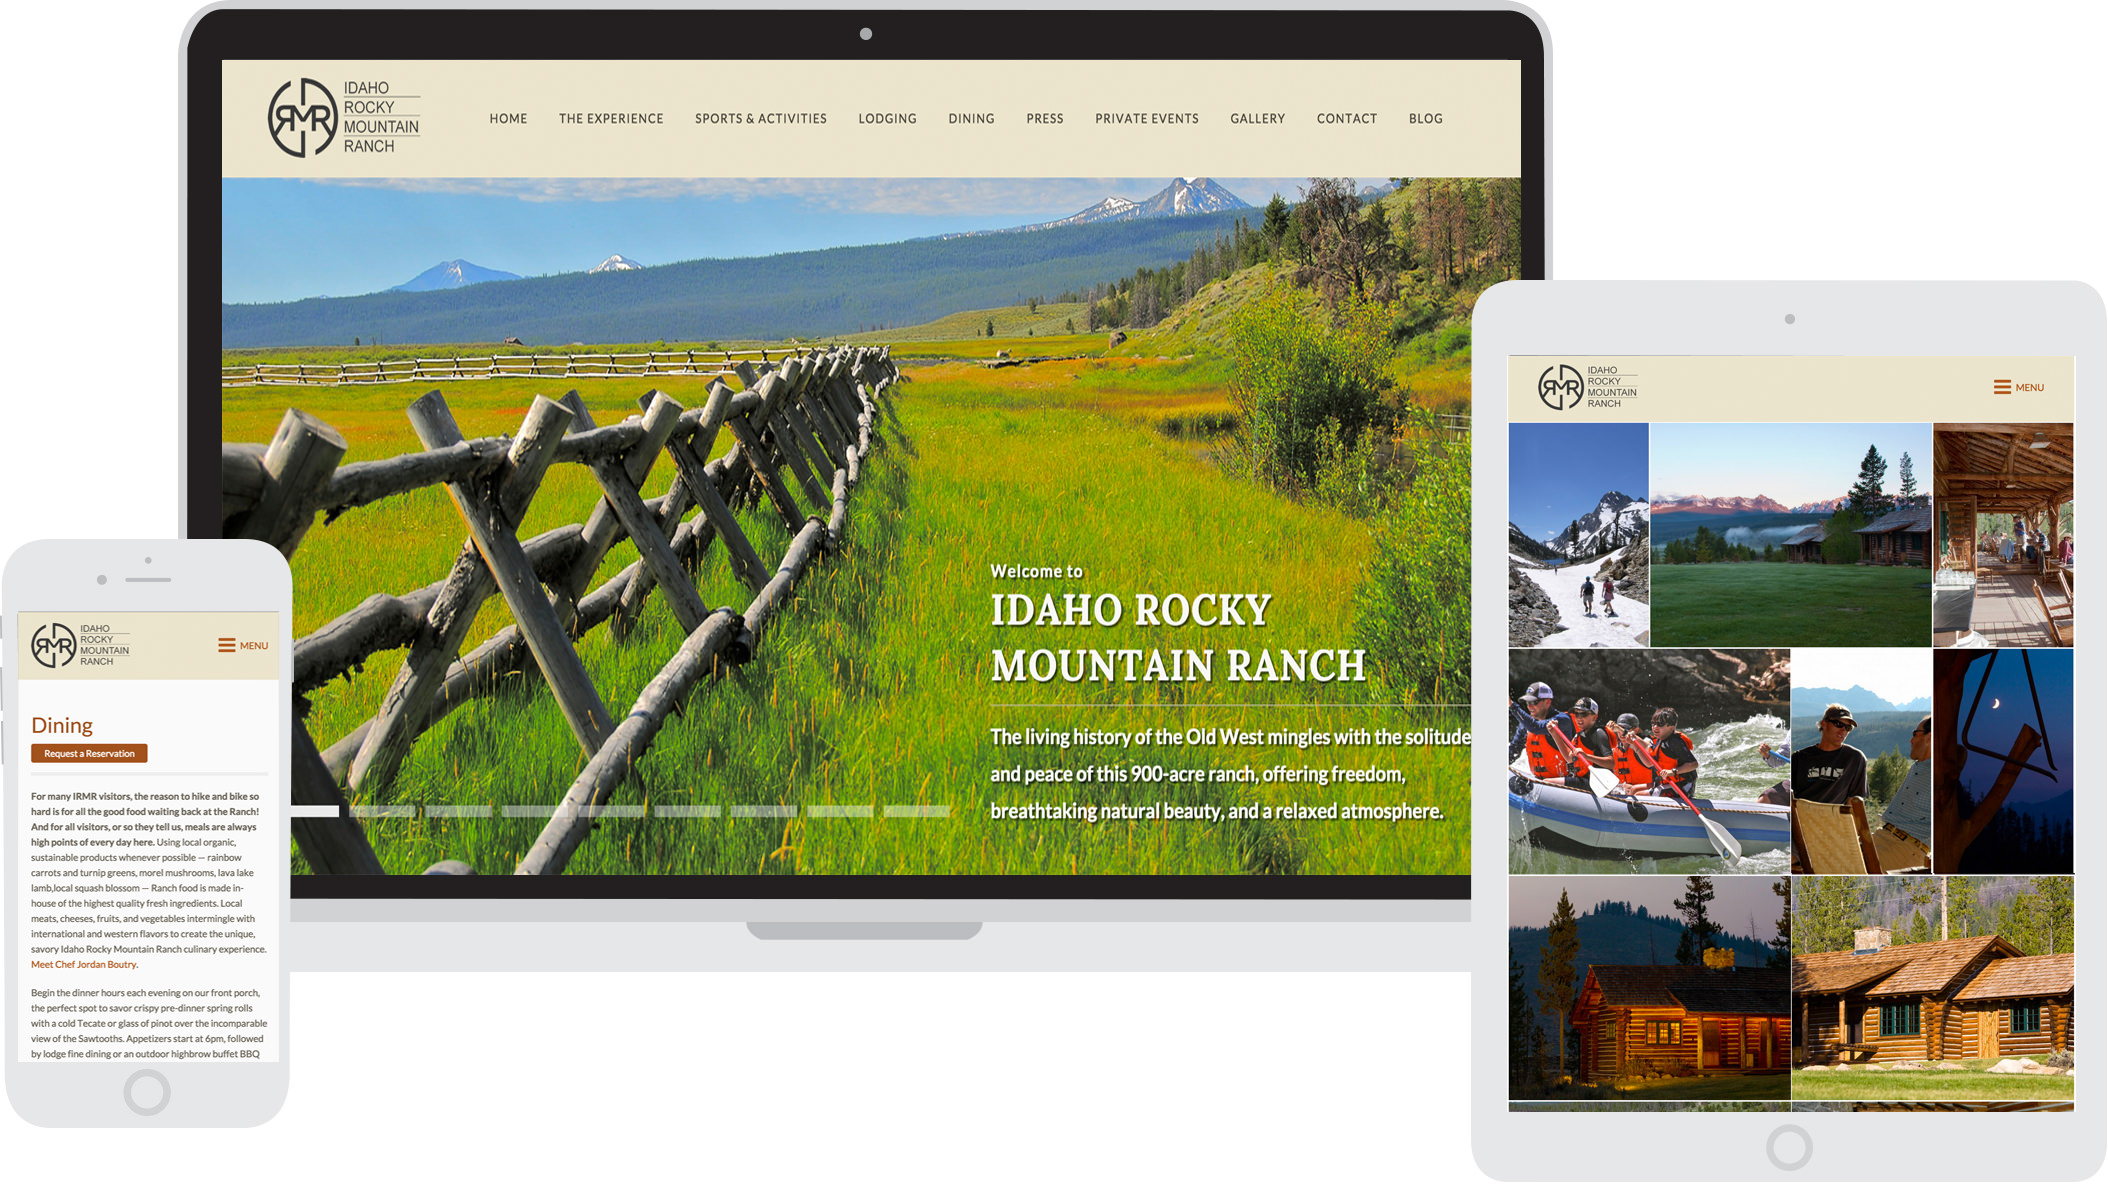 IDAHO
ROCKY
MOUNTAIN
RANCH
RMR
HOME THE EXPERIENCE SPORTS & ACTIVITIES LODGING DINING PRESS PRIVATE EVENTS GALLERY CONTACT BLOG
Welcome to
IDAHO ROCKY
MOUNTAIN RANCH
The living history of the Old West mingles with the solitude
and peace of this 900-acre ranch, offering freedom,
breathtaking natural beauty, and a relaxed atmosphere.
RMR
IDAHO
ROCKY
MOUNTAIN
RANCH
MENU
Dining
Request a Reservation
For many IRMR visitors, the reason to hike and bike so
hard is for all the good food waiting back at the Ranch!
And for all visitors, or so they tell us, meals are always
high points of every day here. Using local organic,
sustainable products whenever possible — rainbow
carrots and turnip greens, morel mushrooms, lava lake
lamb,local squash blossom — Ranch food is made in-
house of the highest quality fresh ingredients. Local
meats, cheeses, fruits, and vegetables intermingle with
international and western flavors to create the unique,
savory Idaho Rocky Mountain Ranch culinary experience.
Meet Chef Jordan Boutry.
Begin the dinner hours each evening on our front porch,
the perfect spot to savor crispy pre-dinner spring rolls
with a cold Tecate or glass of pinot over the incomparable
view of the Sawtooths. Appetizers start at 6pm, followed
by lodge fine dining or an outdoor highbrow buffet BBQ
RMR
IDAHO
ROCKY
MOUNTAIN
RANCH
MENU